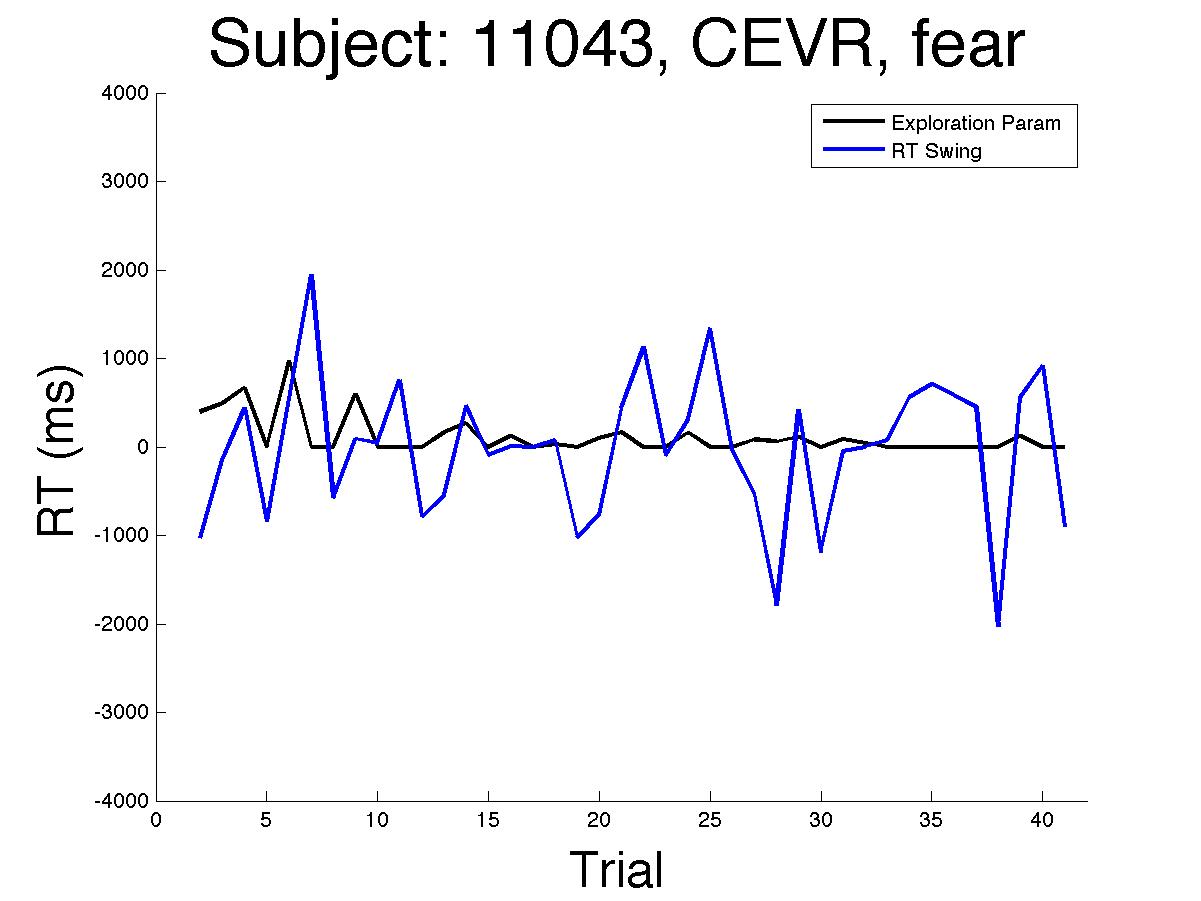 Subject: 11043, CEVR, fear
4000
3000
2000
1000
0
-1000
-2000
-3000
-4000
RT (ms)
Exploration Param
RT Swing
0 5 10 15 20 25 30 35 40
Trial